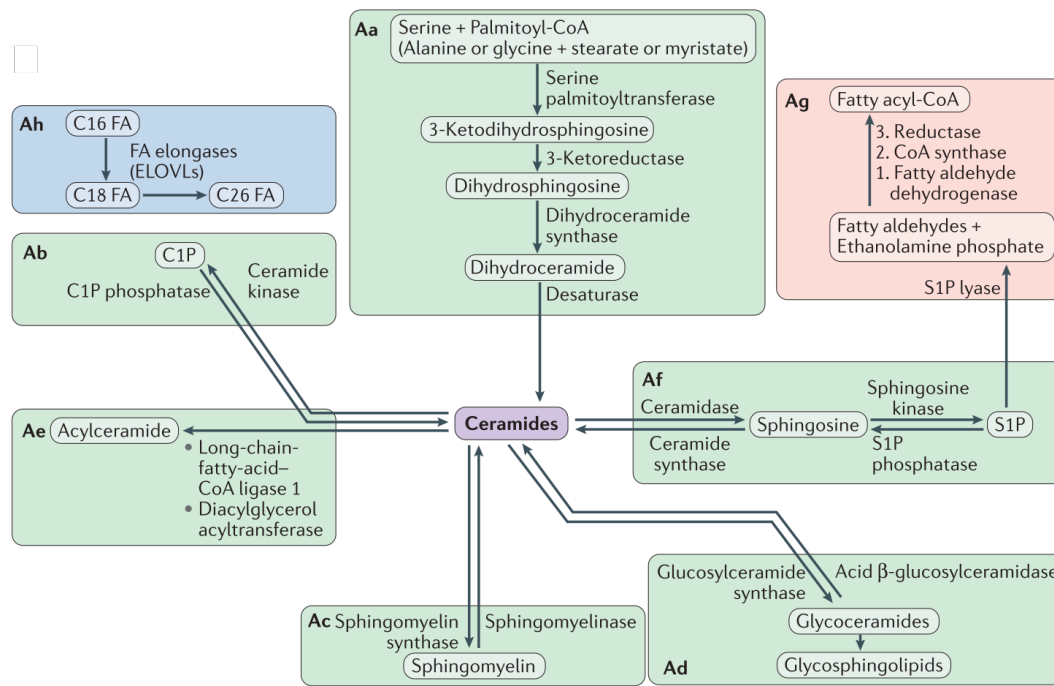 Aa
Serine + Palmitoyl-CoA
(Alanine or glycine + stearate or myristate)
Serine
palmitoyltransferase
3-Ketodihydrosphingosine
3-Ketoreductase
Dihydrosphingosine
Dihydroceramide
synthase
Dihydroceramide
Desaturase
Ah
C16 FA
FA elongases
(ELOVLs)
C18 FA
C26 FA
Ab
C1P
C1P phosphatase
Ceramide
kinase
Ag
Fatty acyl-CoA
3. Reductase
2. CoA synthase
1. Fatty aldehyde
dehydrogenase
Fatty aldehydes +
Ethanolamine phosphate
S1P lyase
Ae
Acylceramide
• Long-chain-
fatty-acid–
CoA ligase 1
• Diacylglycerol
acyltransferase
Ceramides
Af
Ceramidase
Ceramide
synthase
Sphingosine
Sphingosine
kinase
S1P
phosphatase
S1P
Ac
Sphingomyelin
synthase
Sphingomyelinase
Sphingomyelin
Glucosylceramide
synthase
Acid β-glucosylceramidase
Glycoceramides
Glycosphingolipids
Ad